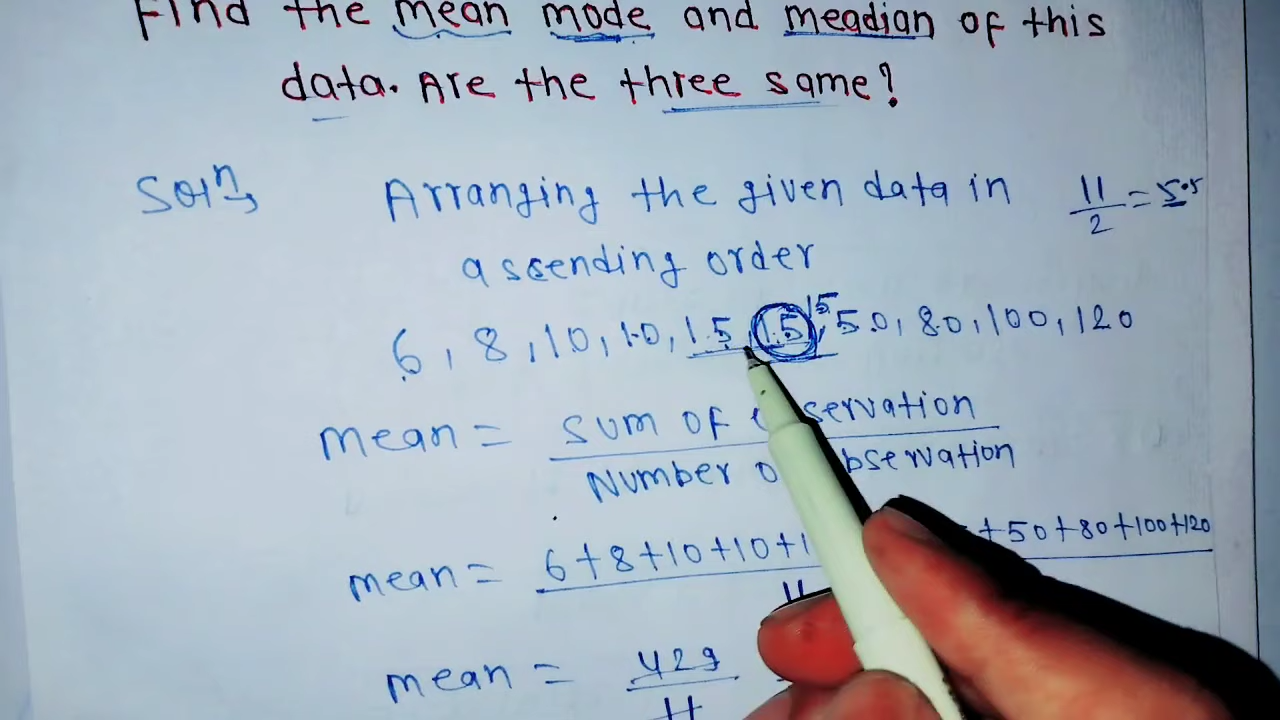 Find the mean mode and meadian of this
data. Are the three same?
Solⁿ, Arranging the given data in
11/2 = 5.5
ascending order
6, 8, 10, 10, 15, 15, 15, 50, 80, 100, 120
mean = sum of servation
Number o bservation
mean = 6+8+10+10+1 +50+80+100+120
11
mean = 429
11